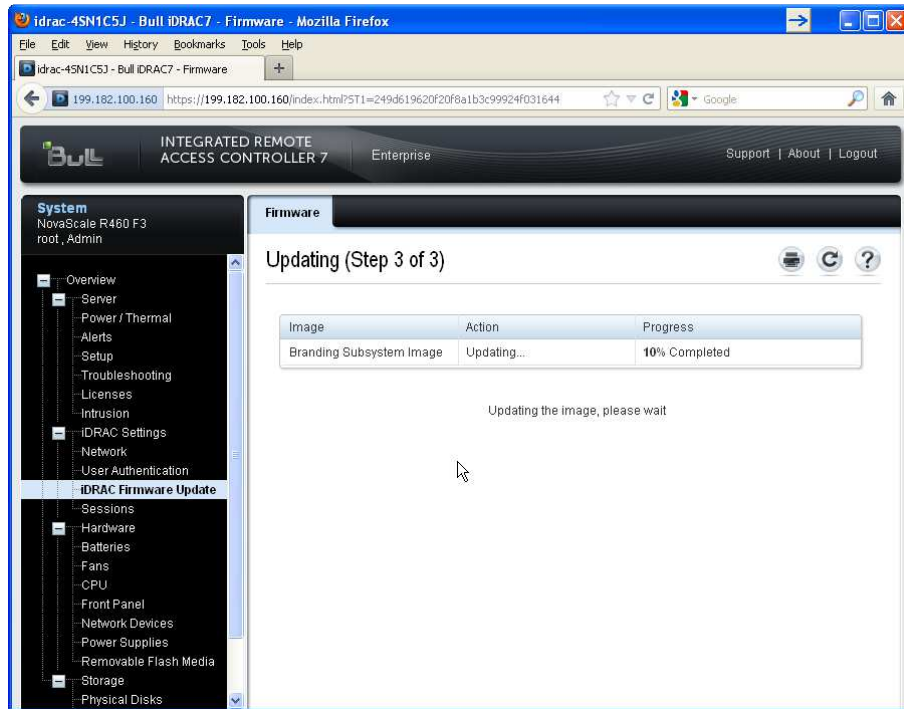 idrac-4SN1C5J - Bull iDRAC7 - Firmware - Mozilla Firefox
File Edit View History Bookmarks Tools Help
idrac-4SN1C5J - Bull iDRAC7 - Firmware
199.182.100.160 https://199.182.100.160/index.html?ST1=249d619620f20f8a1b3c99924f031644 Google
Bull INTEGRATED REMOTE
ACCESS CONTROLLER 7 Enterprise Support | About | Logout
System
NovaScale R460 F3
root , Admin
Firmware
Updating (Step 3 of 3)
Image Action Progress
Branding Subsystem Image Updating... 10% Completed
Updating the image, please wait
Overview
Server
Power / Thermal
Alerts
Setup
Troubleshooting
Licenses
Intrusion
iDRAC Settings
Network
User Authentication
iDRAC Firmware Update
Sessions
Hardware
Batteries
Fans
CPU
Front Panel
Network Devices
Power Supplies
Removable Flash Media
Storage
Physical Disks